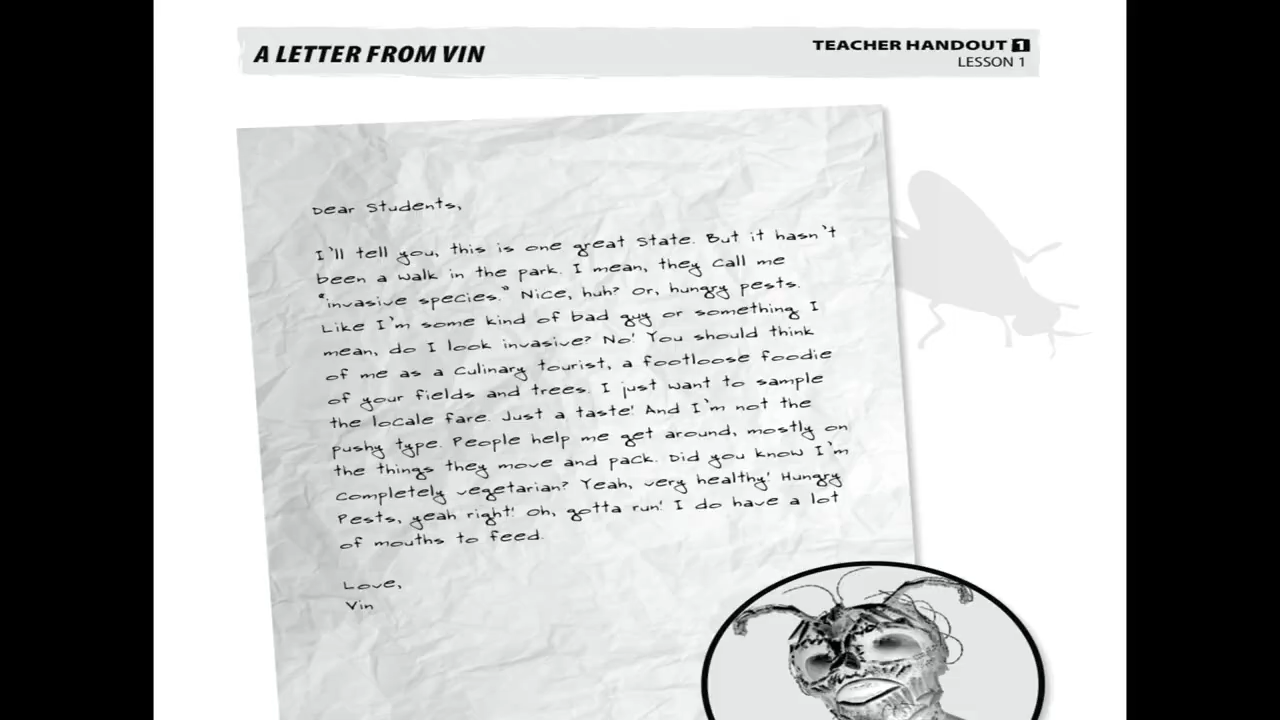 A LETTER FROM VIN
TEACHER HANDOUT 1
LESSON 1
Dear Students,
I'll tell you, this is one great State. But it hasn't
been a walk in the park. I mean, they call me
"invasive species." Nice, huh? Or, hungry pests.
Like I'm some kind of bad guy or something I
mean, do I look invasive? No! You should think
of me as a culinary tourist, a footloose foodie
of your fields and trees. I just want to sample
the locale fare. Just a taste! And I'm not the
pushy type. People help me get around, mostly on
the things they move and pack. Did you know I'm
completely vegetarian? Yeah, very healthy! Hungry
Pests, yeah right! Oh, gotta run! I do have a lot
of mouths to feed.
Love,
Vin